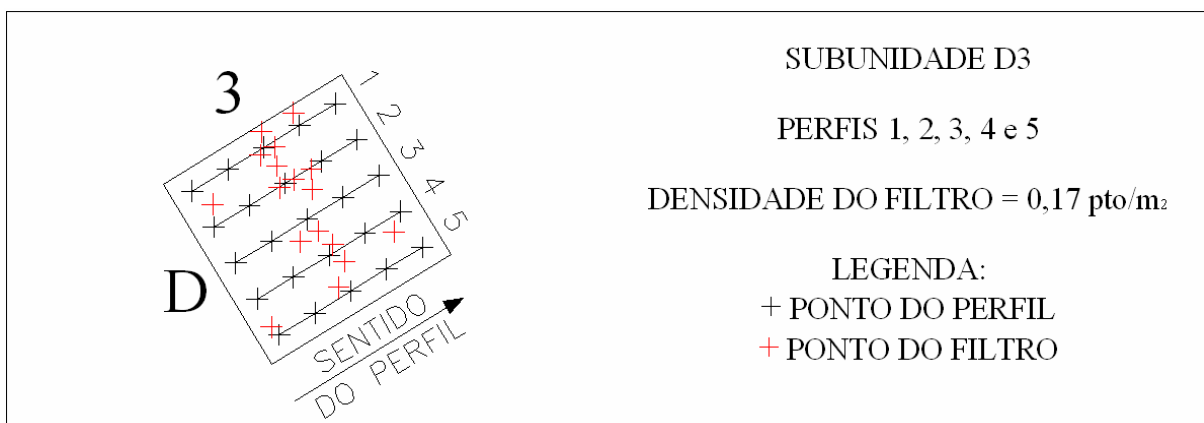 3
1
2
3
4
5
D
SENTIDO
DO PERFIL
SUBUNIDADE D3
PERFIS 1, 2, 3, 4 e 5
DENSIDADE DO FILTRO = 0,17 pto/m2
LEGENDA:
+ PONTO DO PERFIL
+ PONTO DO FILTRO